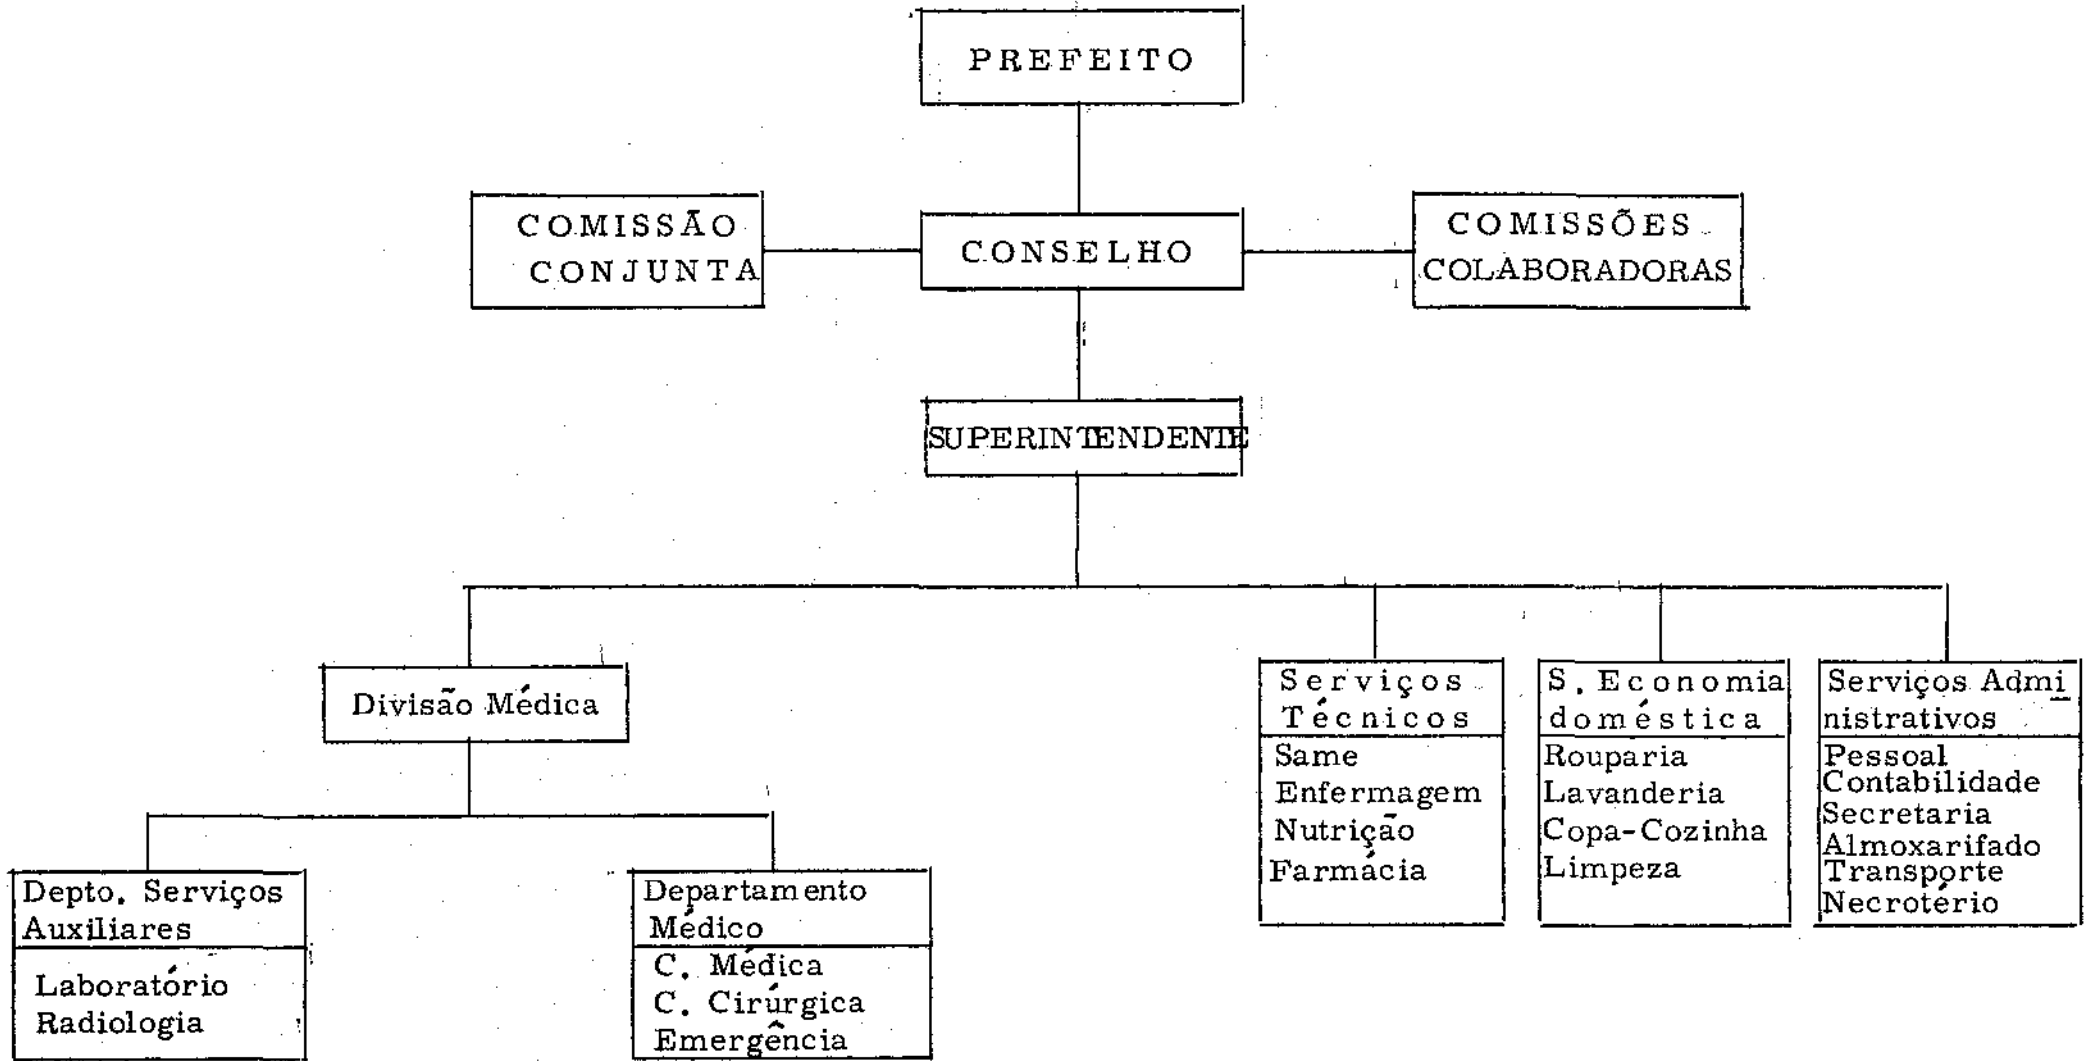 PREFEITO
COMISSÃO
CONJUNTA
CONSELHO
COMISSÕES
COLABORADORAS
SUPERINTENDENTE
Divisão Médica
Serviços
Técnicos
Same
Enfermagem
Nutrição
Farmácia
S. Economia
doméstica
Rouparia
Lavanderia
Copa-Cozinha
Limpeza
Serviços Admi
nistrativos
Pessoal
Contabilidade
Secretaria
Almoxarifado
Transporte
Necrotério
Depto. Serviços
Auxiliares
Laboratório
Radiologia
Departamento
Médico
C. Médica
C. Cirúrgica
Emergência